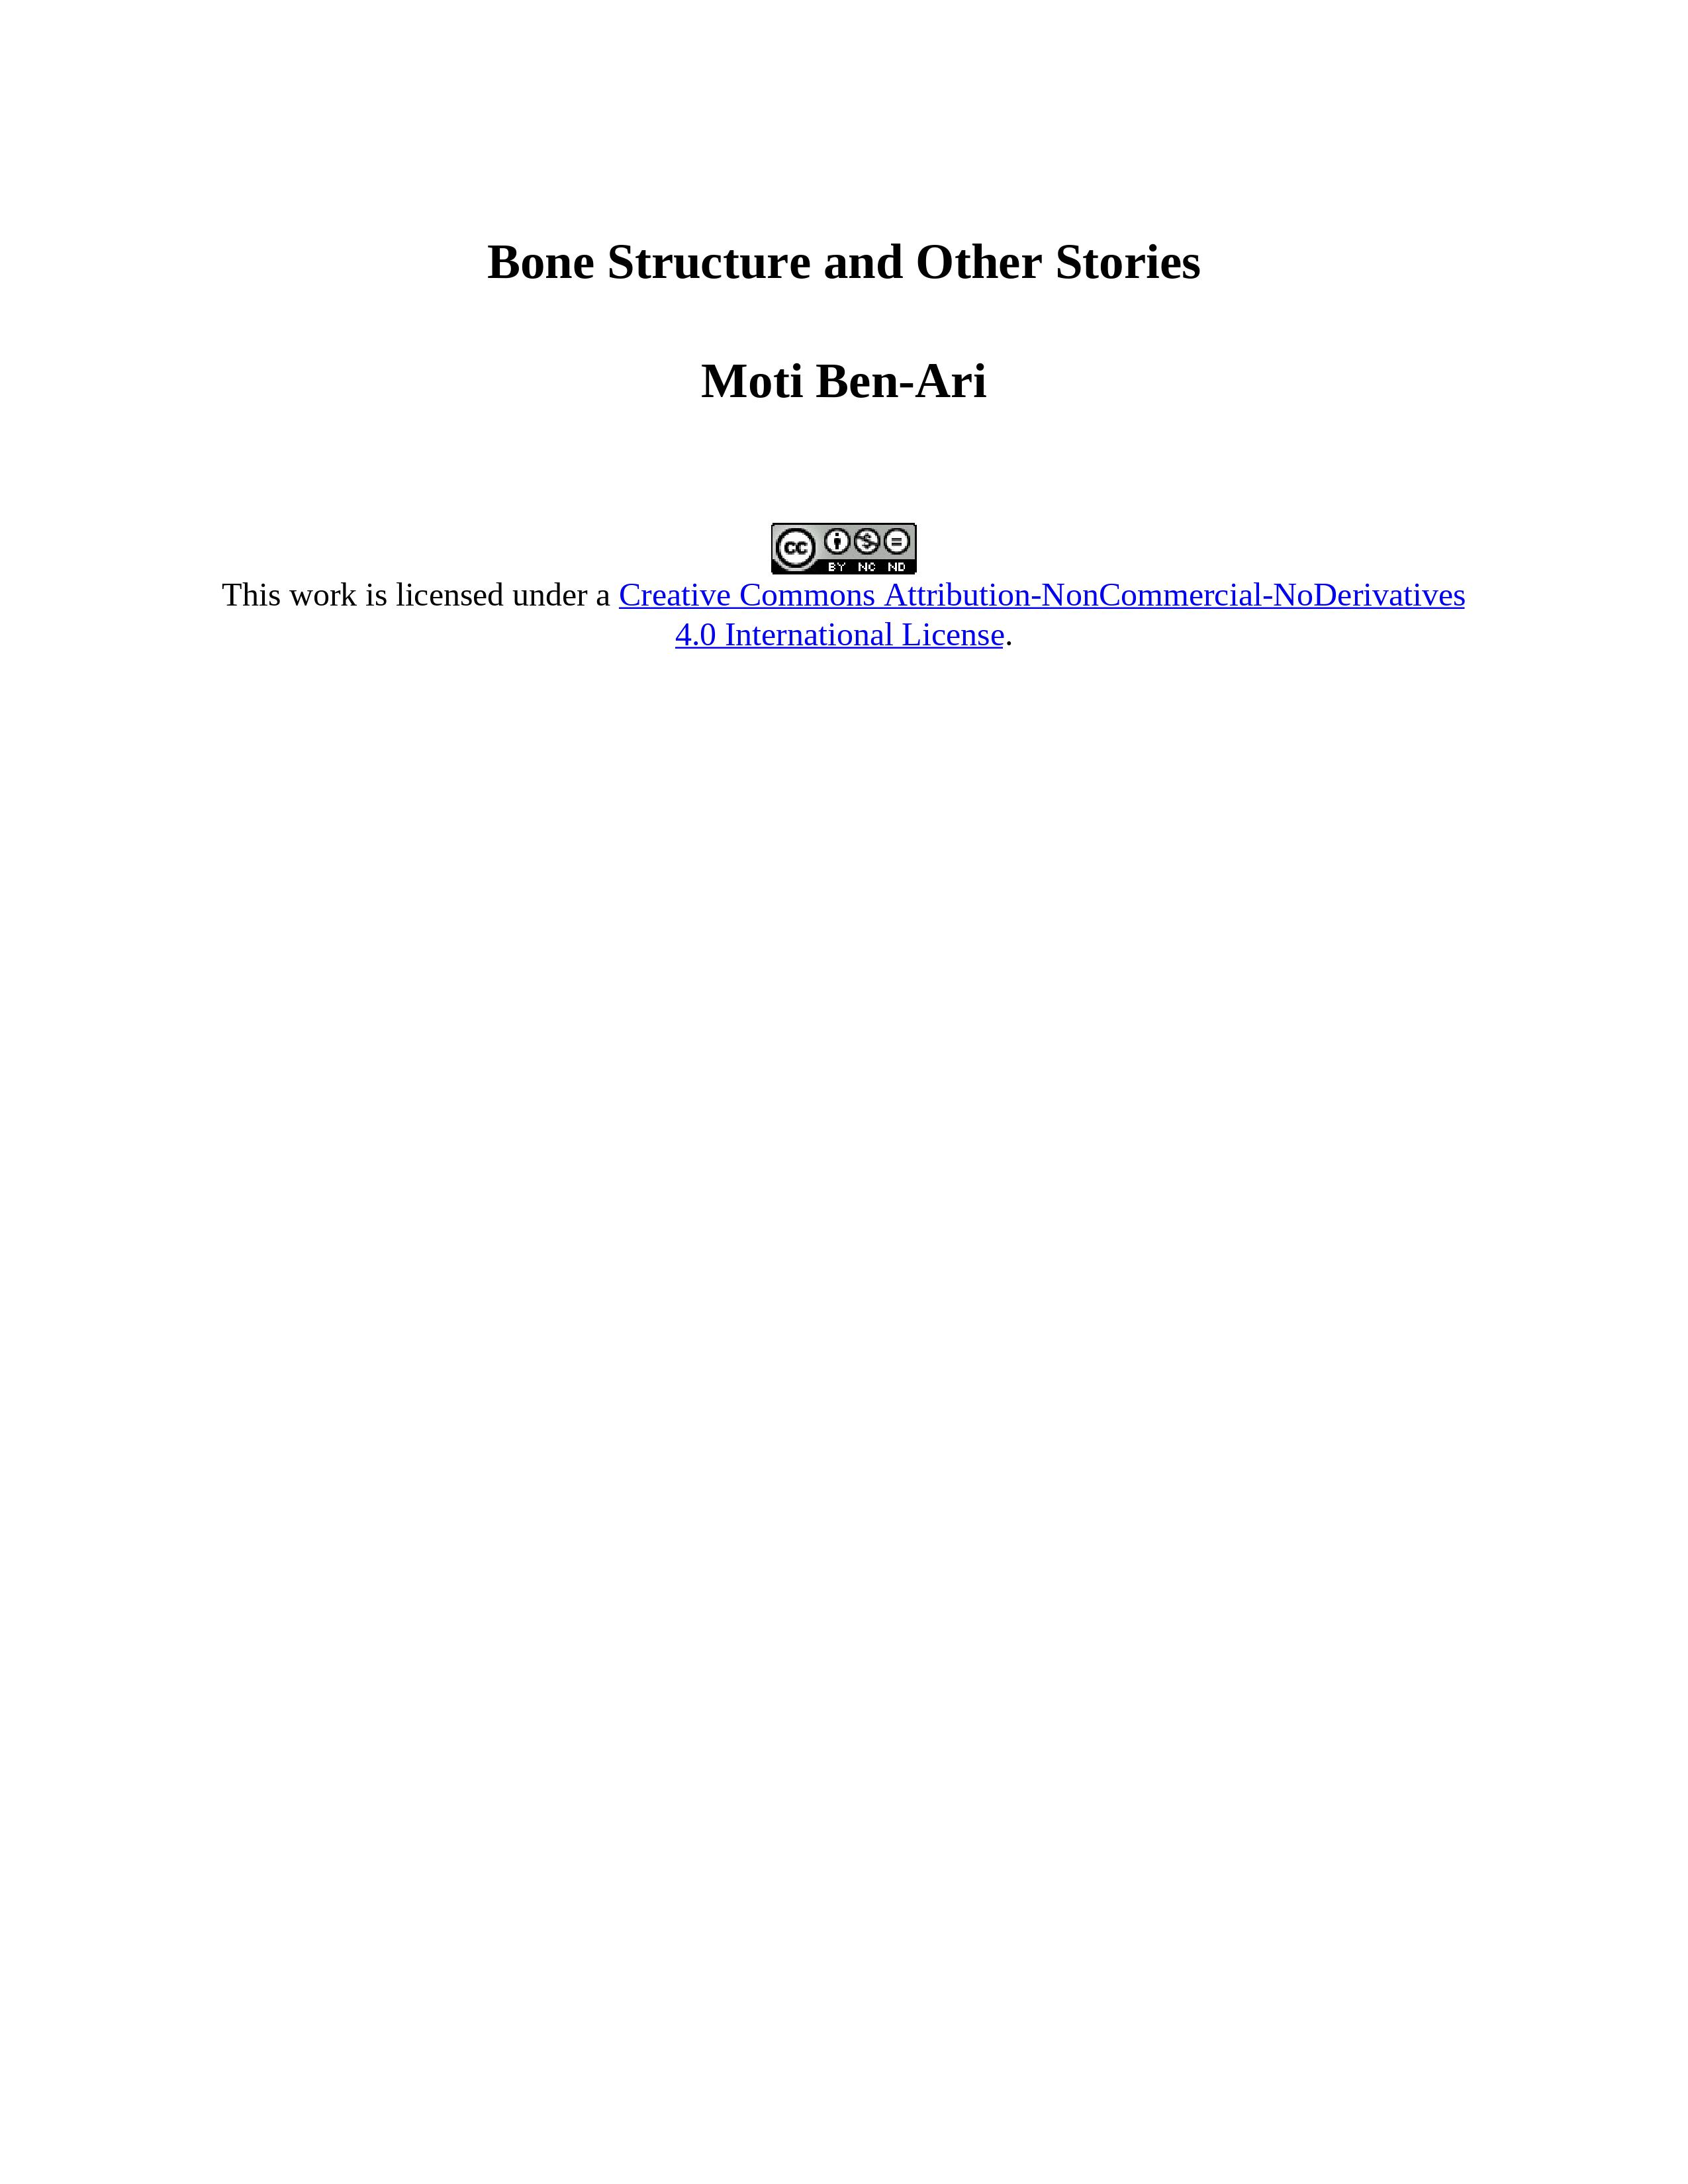 Bone Structure and Other Stories
Moti Ben-Ari
cc
BY NC ND
This work is licensed under a Creative Commons Attribution-NonCommercial-NoDerivatives
4.0 International License.